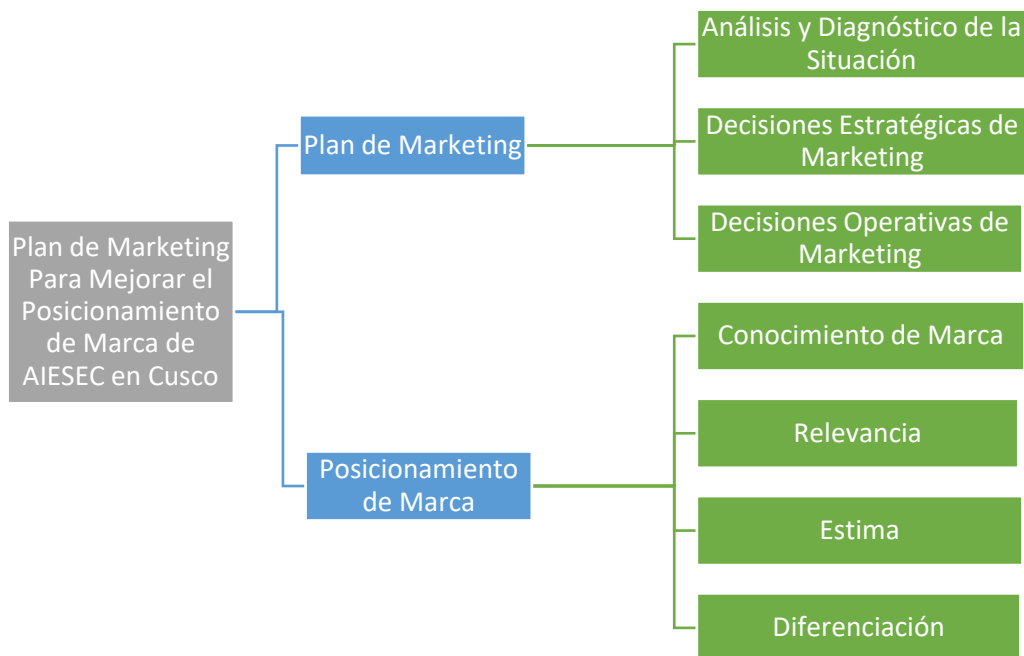 Plan de Marketing
Para Mejorar el
Posicionamiento
de Marca de
AIESEC en Cusco
Plan de Marketing
Análisis y Diagnóstico de la
Situación
Decisiones Estratégicas de
Marketing
Decisiones Operativas de
Marketing
Posicionamiento
de Marca
Conocimiento de Marca
Relevancia
Estima
Diferenciación